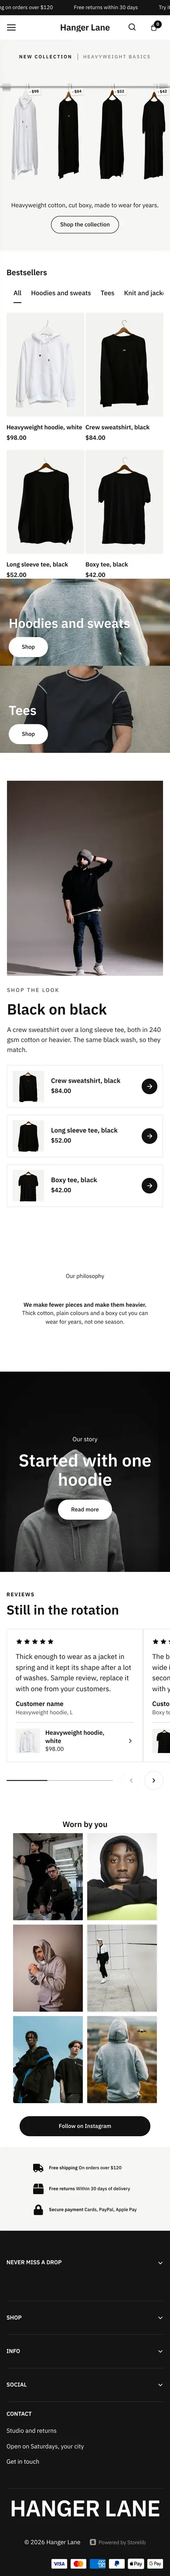 ng on orders over $120 Free returns within 30 days Try i
Hanger Lane
0
NEW COLLECTION | HEAVYWEIGHT BASICS
$98 $84 $52 $42
Heavyweight cotton, cut boxy, made to wear for years.
Shop the collection
Bestsellers
All Hoodies and sweats Tees Knit and jacke
Heavyweight hoodie, white
$98.00
Crew sweatshirt, black
$84.00
Long sleeve tee, black
$52.00
Boxy tee, black
$42.00
Hoodies and sweats
Shop
Tees
Shop
SHOP THE LOOK
Black on black
A crew sweatshirt over a long sleeve tee, both in 240
gsm cotton or heavier. The same black wash, so they
match.
Crew sweatshirt, black
$84.00
Long sleeve tee, black
$52.00
Boxy tee, black
$42.00
Our philosophy
We make fewer pieces and make them heavier.
Thick cotton, plain colours and a boxy cut you can
wear for years, not one season.
Our story
Started with one
hoodie
Read more
REVIEWS
Still in the rotation
Thick enough to wear as a jacket in
spring and it kept its shape after a lot
of washes. Sample review, replace it
with one from your customers.
Customer name
Heavyweight hoodie, L
Heavyweight hoodie,
white
$98.00
The b
wide i
secon
with y
Custo
Boxy te
Worn by you
Follow on Instagram
Free shipping On orders over $120
Free returns Within 30 days of delivery
Secure payment Cards, PayPal, Apple Pay
NEVER MISS A DROP
SHOP
INFO
SOCIAL
CONTACT
Studio and returns
Open on Saturdays, your city
Get in touch
HANGER LANE
© 2026 Hanger Lane Powered by Storelib
VISA Pay Pay